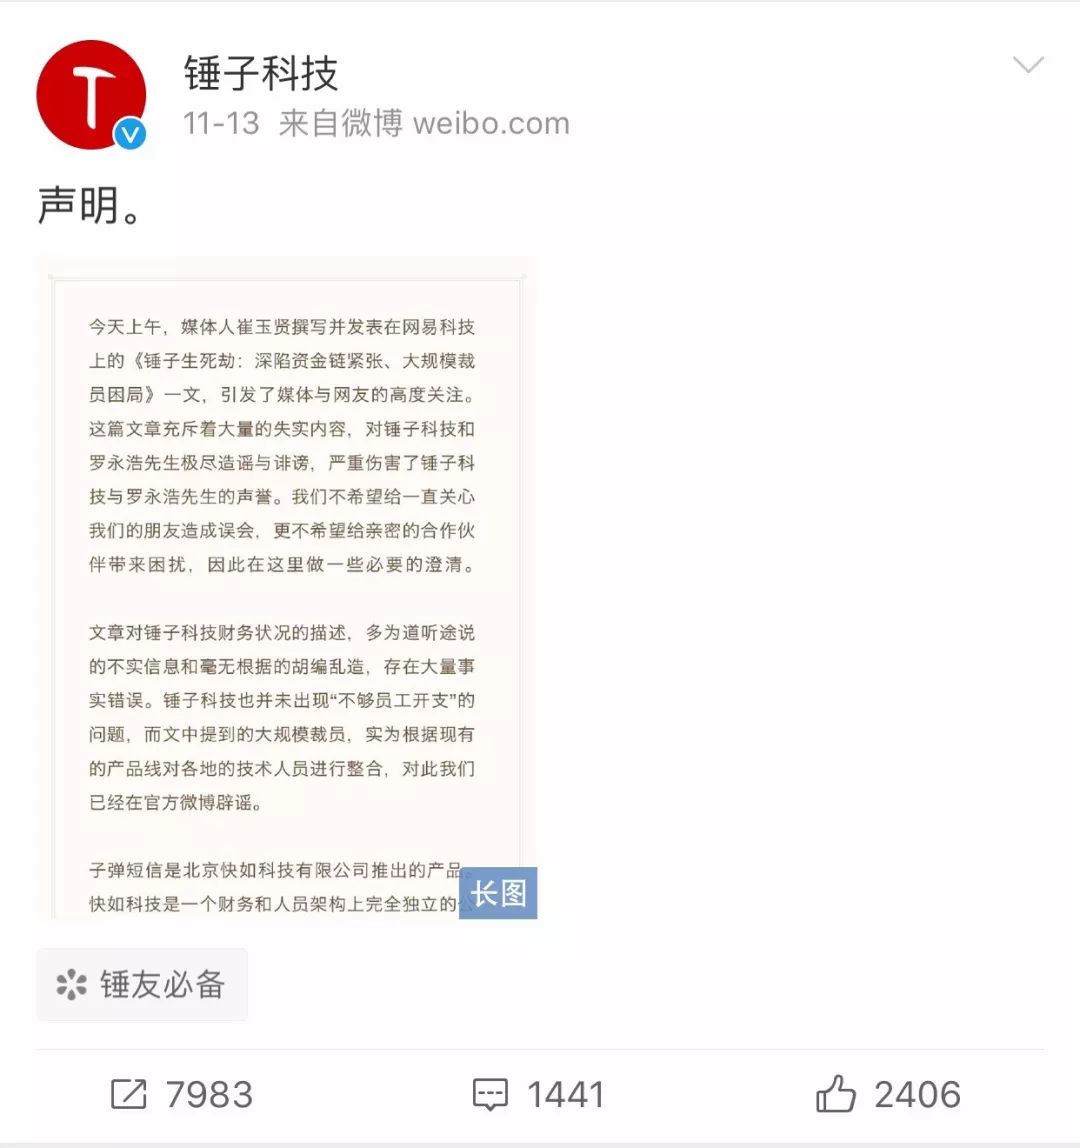 锤子科技
11-13 来自微博 weibo.com
声明。
今天上午，媒体人崔玉贤撰写并发表在网易科技
上的《锤子生死劫：深陷资金链紧张、大规模裁
员困局》一文，引发了媒体与网友的高度关注。
这篇文章充斥着大量的失实内容，对锤子科技和
罗永浩先生极尽造谣与诽谤，严重伤害了锤子科
技与罗永浩先生的声誉。我们不希望给一直关心
我们的朋友造成误会，更不希望给亲密的合作伙
伴带来困扰，因此在这里做一些必要的澄清。
文章对锤子科技财务状况的描述，多为道听途说
的不实信息和毫无根据的胡编乱造，存在大量事
实错误。锤子科技也并未出现“不够员工开支”的
问题，而文中提到的大规模裁员，实为根据现有
的产品线对各地的技术人员进行整合，对此我们
已经在官方微博辟谣。
子弹短信是北京快如科技有限公司推出的产品。
快如科技是一个财务和人员架构上完全独立的
长图
锤友必备
7983
1441
2406